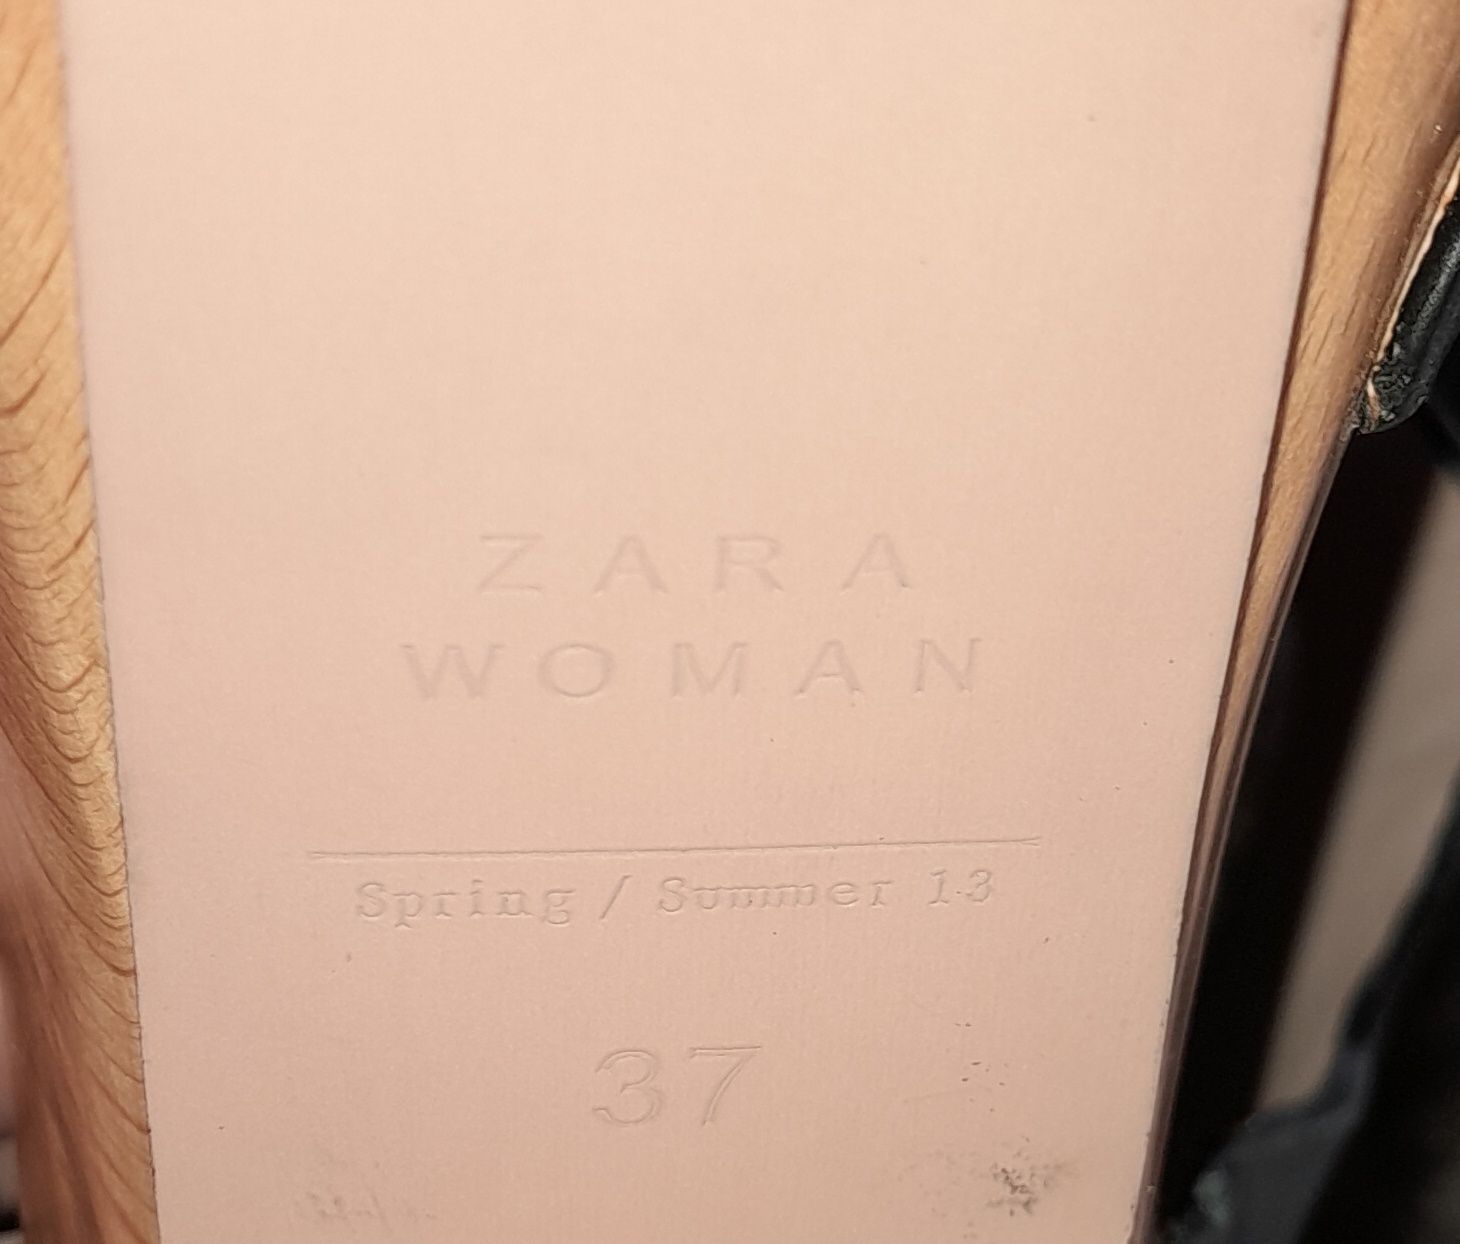 ZARA
WOMAN
Spring / Summer 13
37